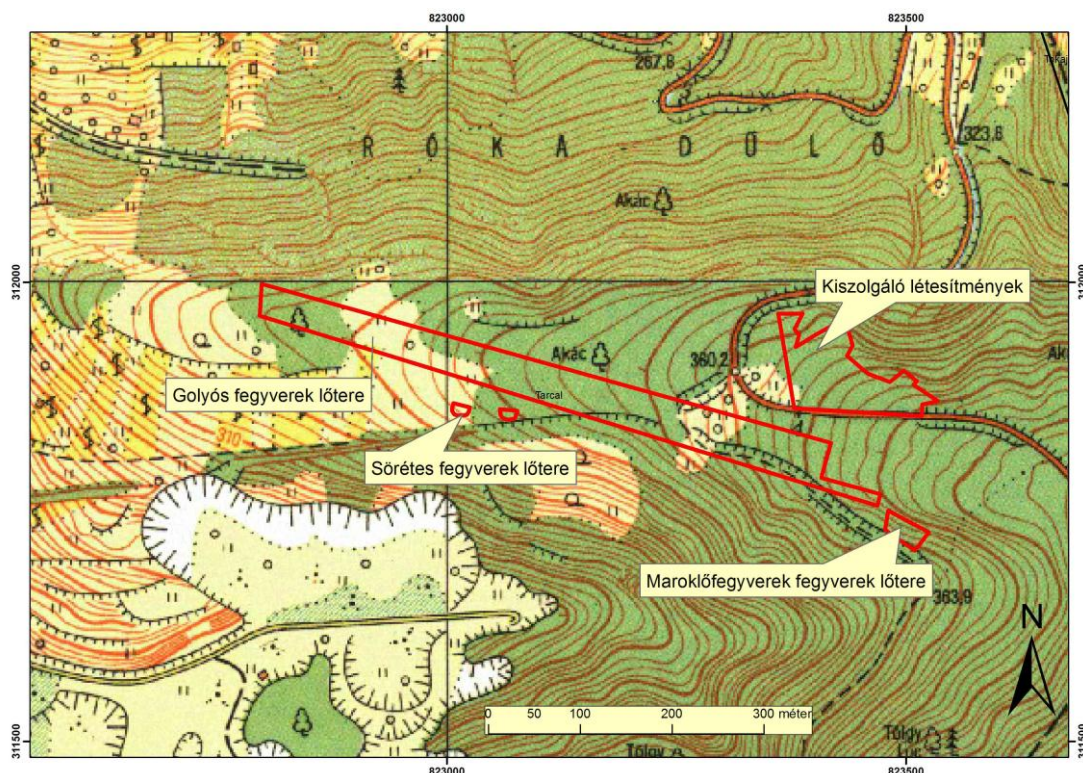 823000
823500
Tokaj
267,8
323,6
RÓKA-DŰLŐ
Akác
312000
312000
Kiszolgáló létesítmények
360,2
Akác
Golyós fegyverek lőtere
Tarcal
310
Sörétes fegyverek lőtere
Maroklőfegyverek fegyverek lőtere
363,9
N
0 50 100 200 300 méter
Tölgy
Luc
Tölgy
311500
311500
823000
823500